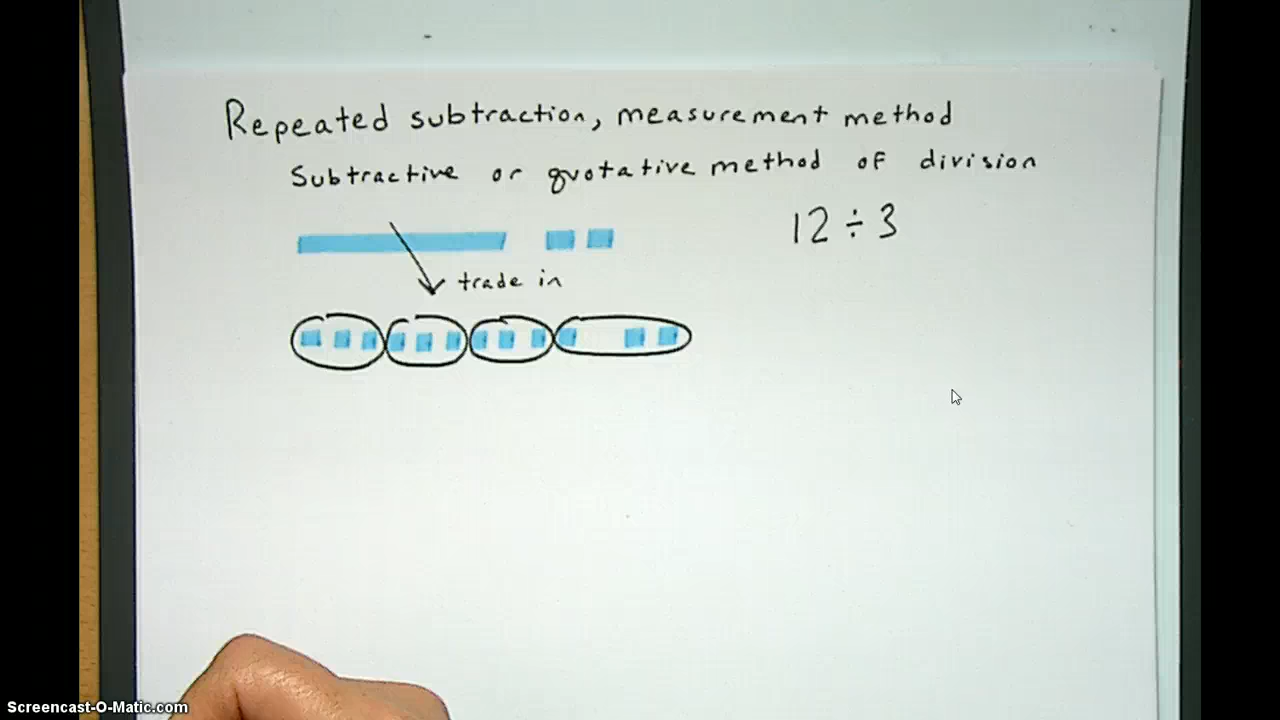 Repeated subtraction, measurement method
Subtractive or quotative method of division
12 ÷ 3
trade in
Screencast-O-Matic.com